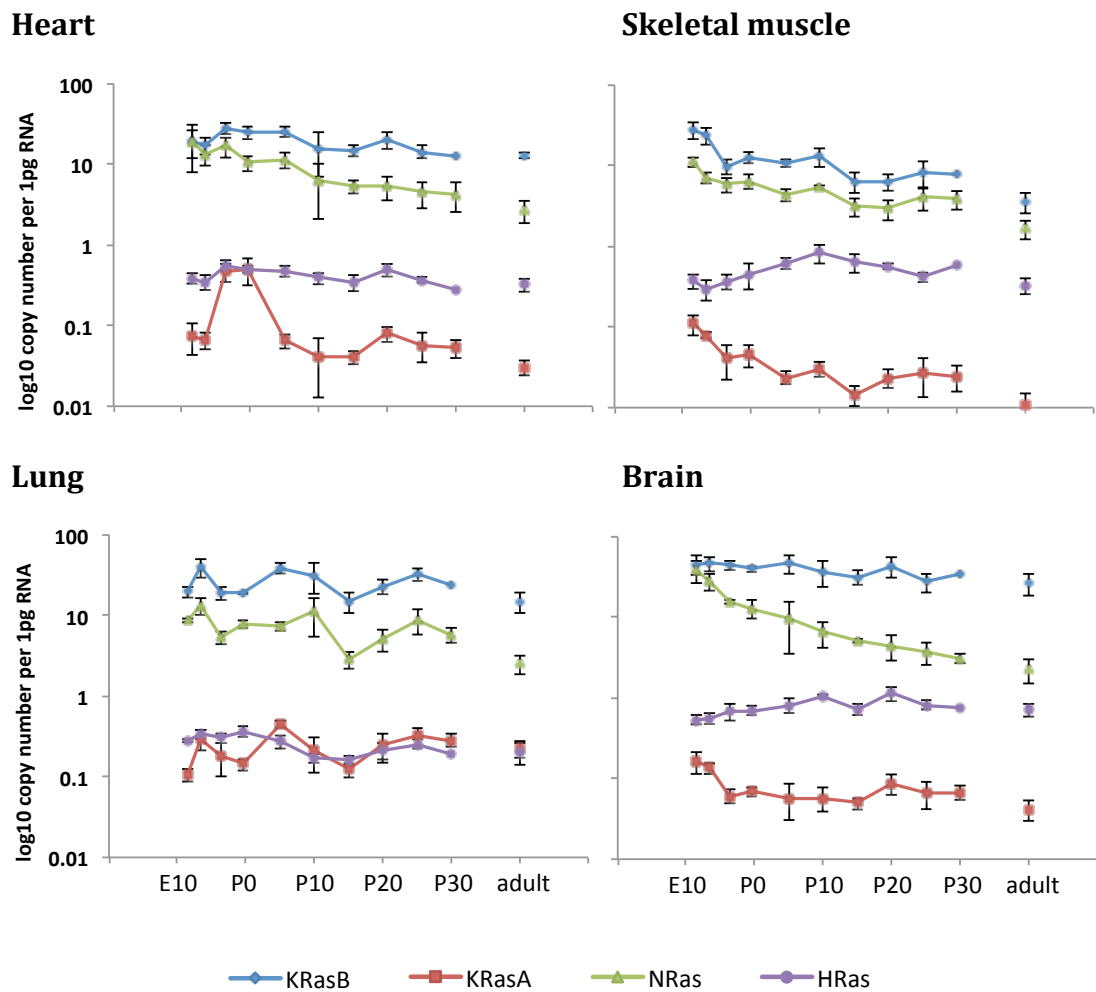 Heart
Skeletal muscle
log10 copy number per 1pg RNA
100
10
1
0.1
0.01
Lung
Brain
log10 copy number per 1pg RNA
100
10
1
0.1
0.01
E10 P0 P10 P20 P30 adult
E10 P0 P10 P20 P30 adult
KRasB KRasA NRas HRas